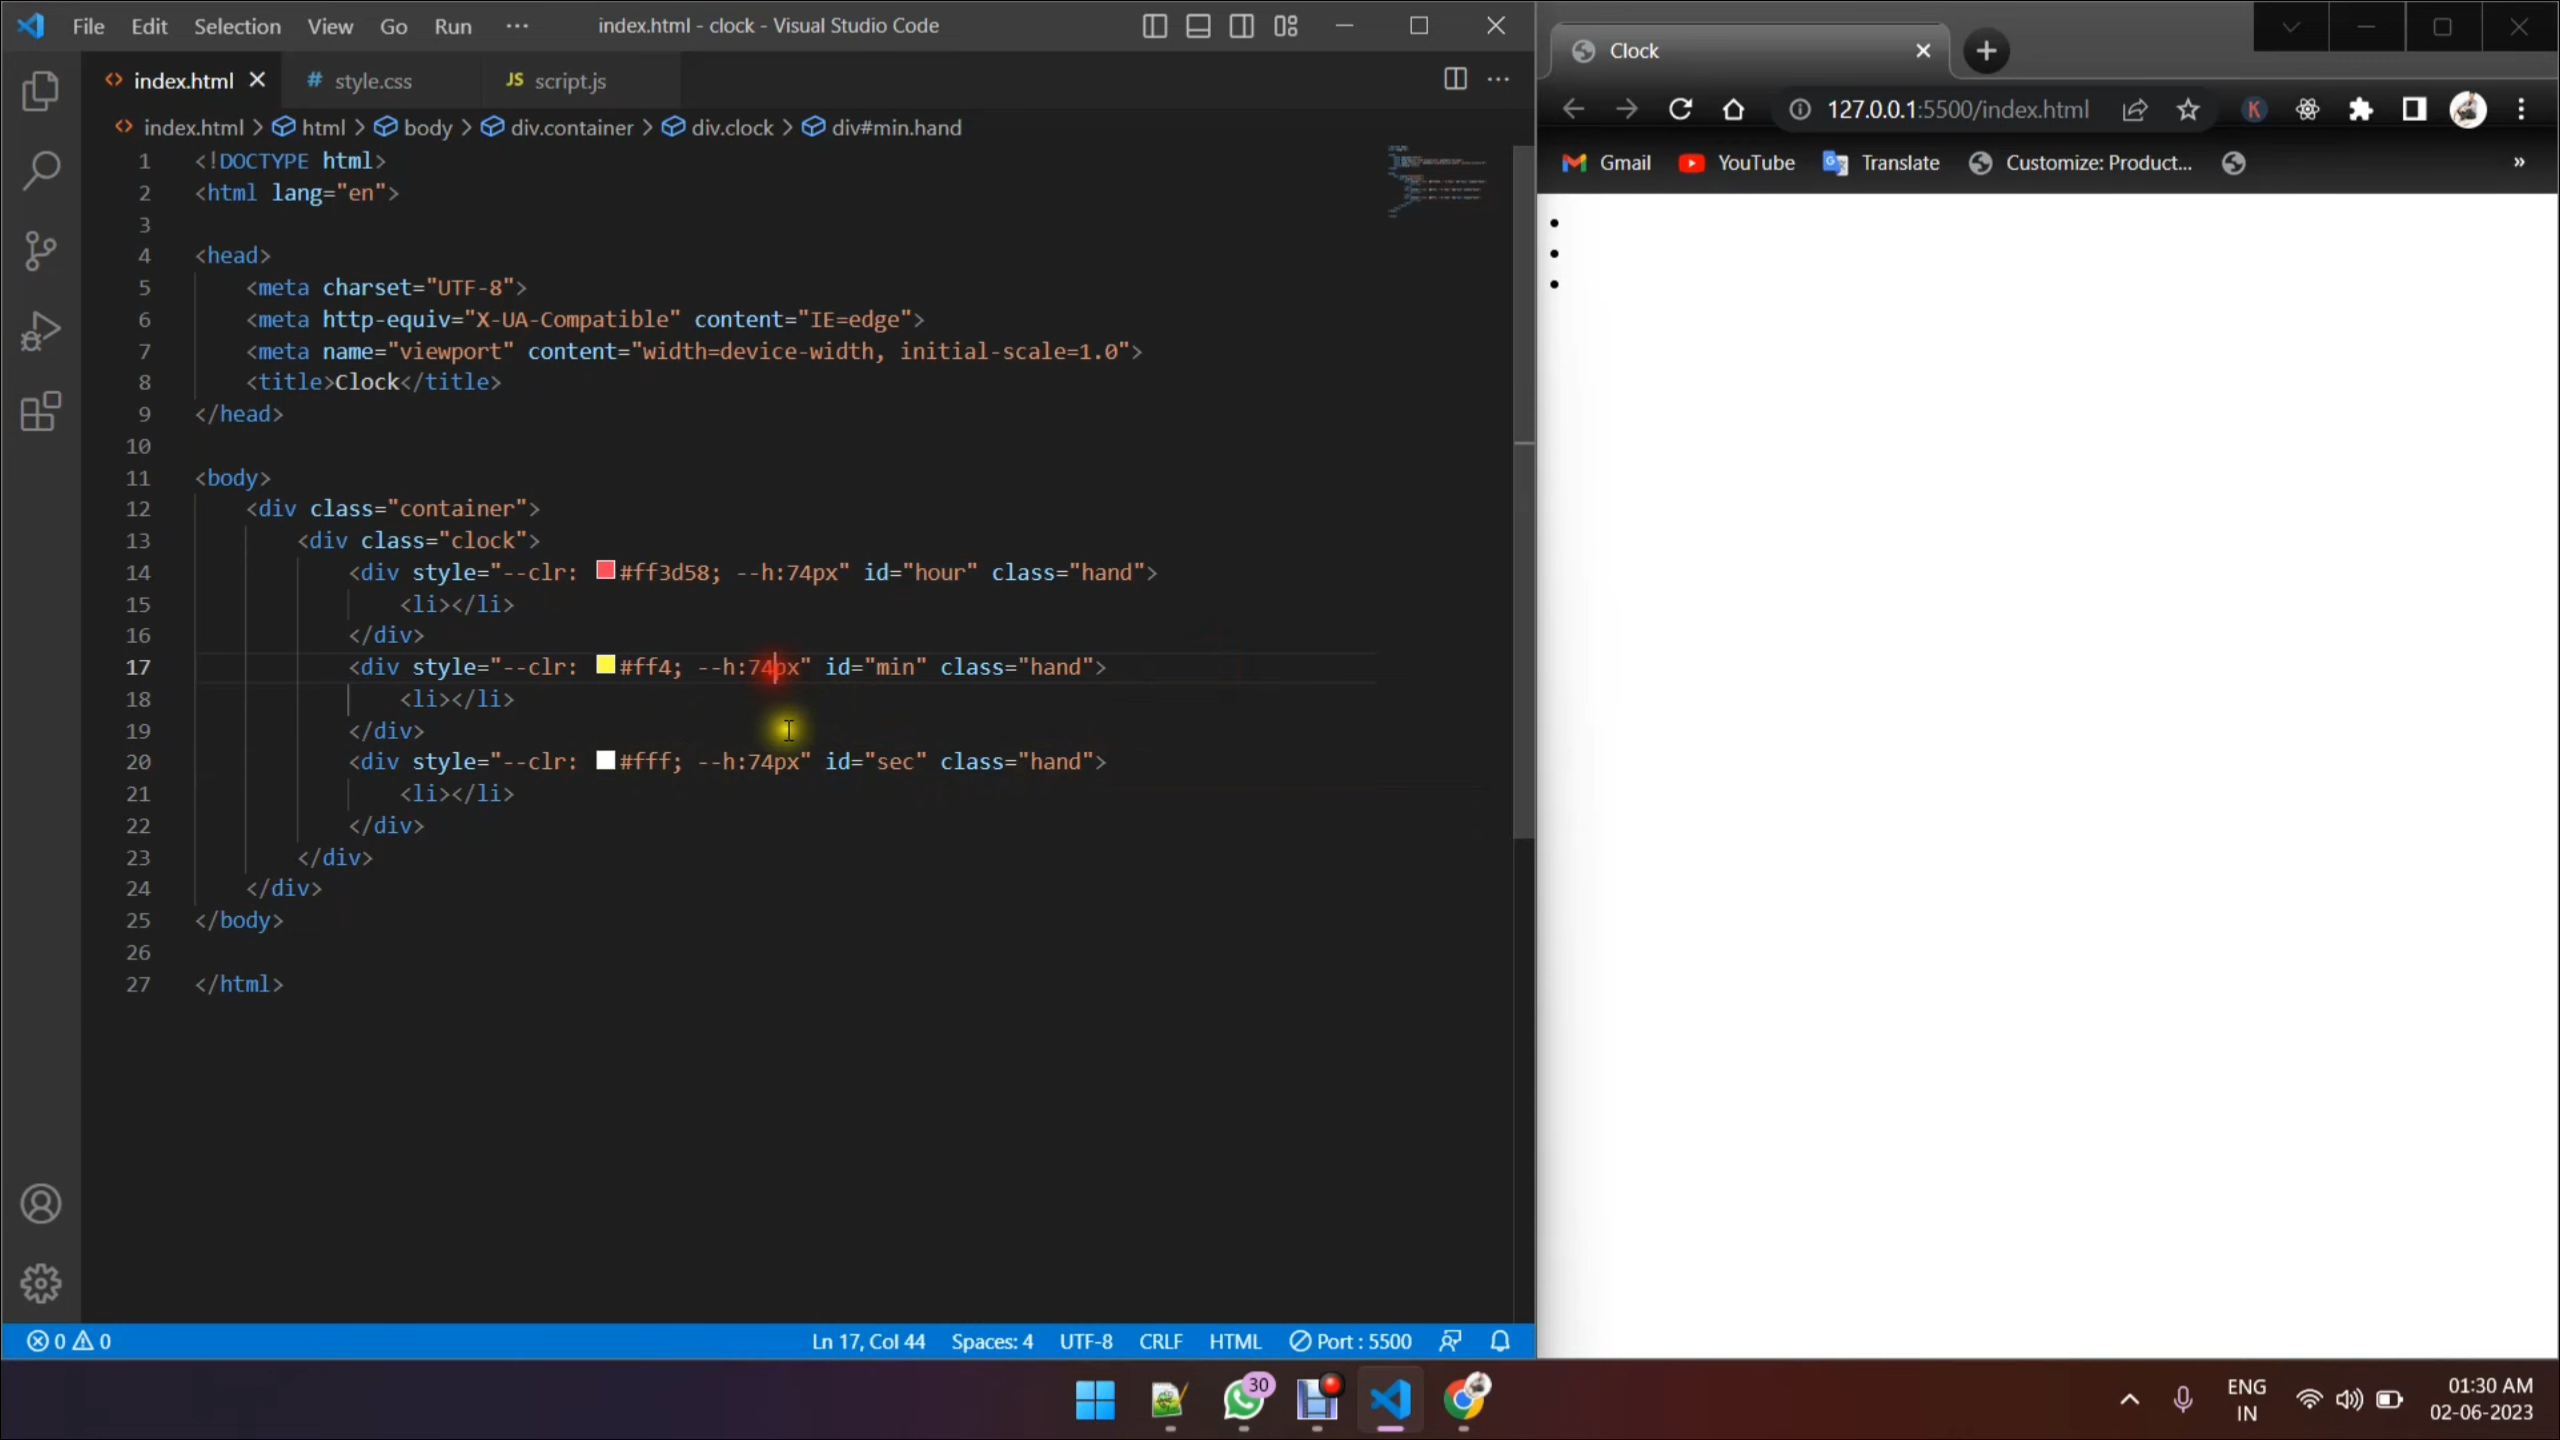 File Edit Selection View Go Run ··· index.html - clock - Visual Studio Code
<> index.html # style.css JS script.js ···
<> index.html > html > body > div.container > div.clock > div#min.hand
1 <!DOCTYPE html>
2 <html lang="en">
3
4 <head>
5 <meta charset="UTF-8">
6 <meta http-equiv="X-UA-Compatible" content="IE=edge">
7 <meta name="viewport" content="width=device-width, initial-scale=1.0">
8 <title>Clock</title>
9 </head>
10
11 <body>
12 <div class="container">
13 <div class="clock">
14 <div style="--clr: #ff3d58; --h:74px" id="hour" class="hand">
15 <li></li>
16 </div>
17 <div style="--clr: #ff4; --h:74px" id="min" class="hand">
18 <li></li>
19 </div>
20 <div style="--clr: #fff; --h:74px" id="sec" class="hand">
21 <li></li>
22 </div>
23 </div>
24 </div>
25 </body>
26
27 </html>
0 0 Ln 17, Col 44 Spaces: 4 UTF-8 CRLF HTML Port : 5500
Clock
127.0.0.1:5500/index.html K
Gmail YouTube Translate Customize: Product... »
30
ENG
IN
01:30 AM
02-06-2023